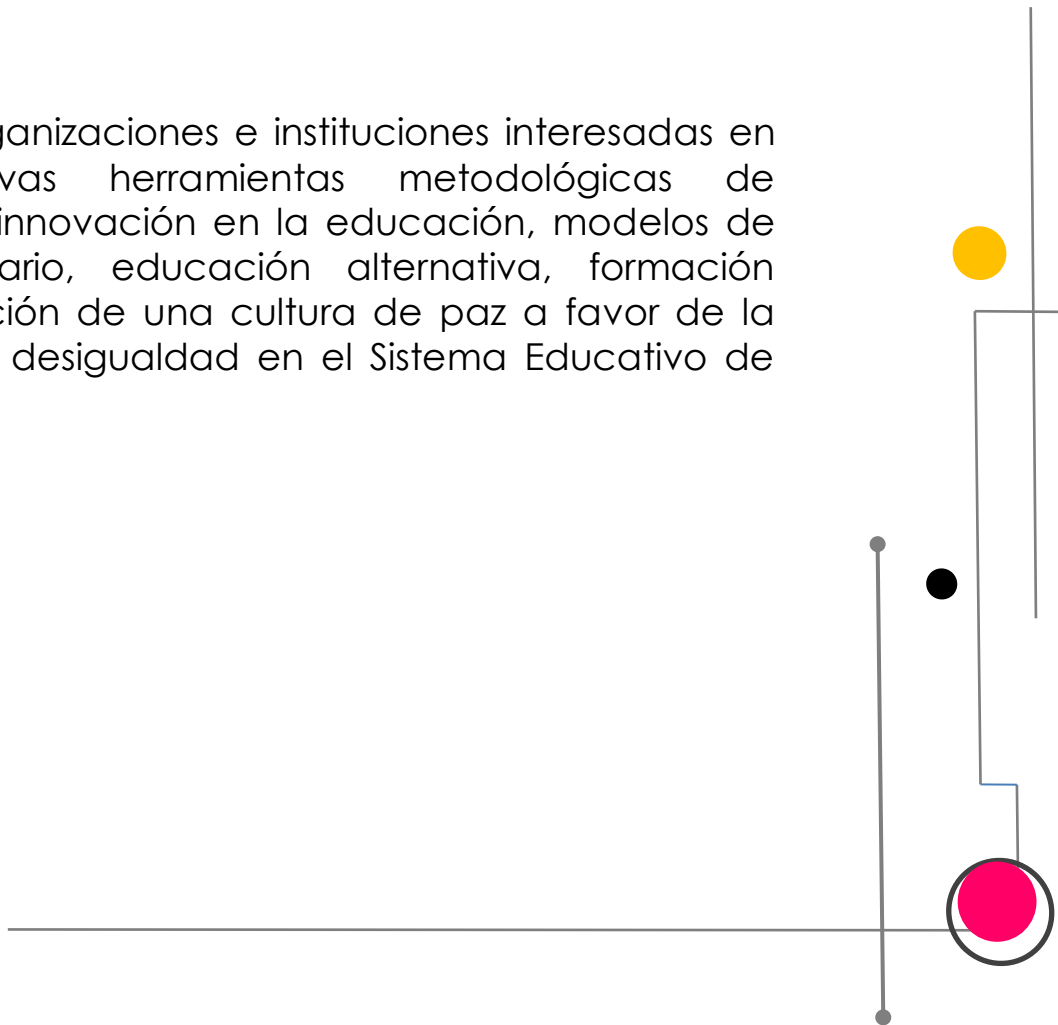 ganizaciones e instituciones interesadas en
vas herramientas metodológicas de
innovación en la educación, modelos de
ario, educación alternativa, formación
ción de una cultura de paz a favor de la
desigualdad en el Sistema Educativo de